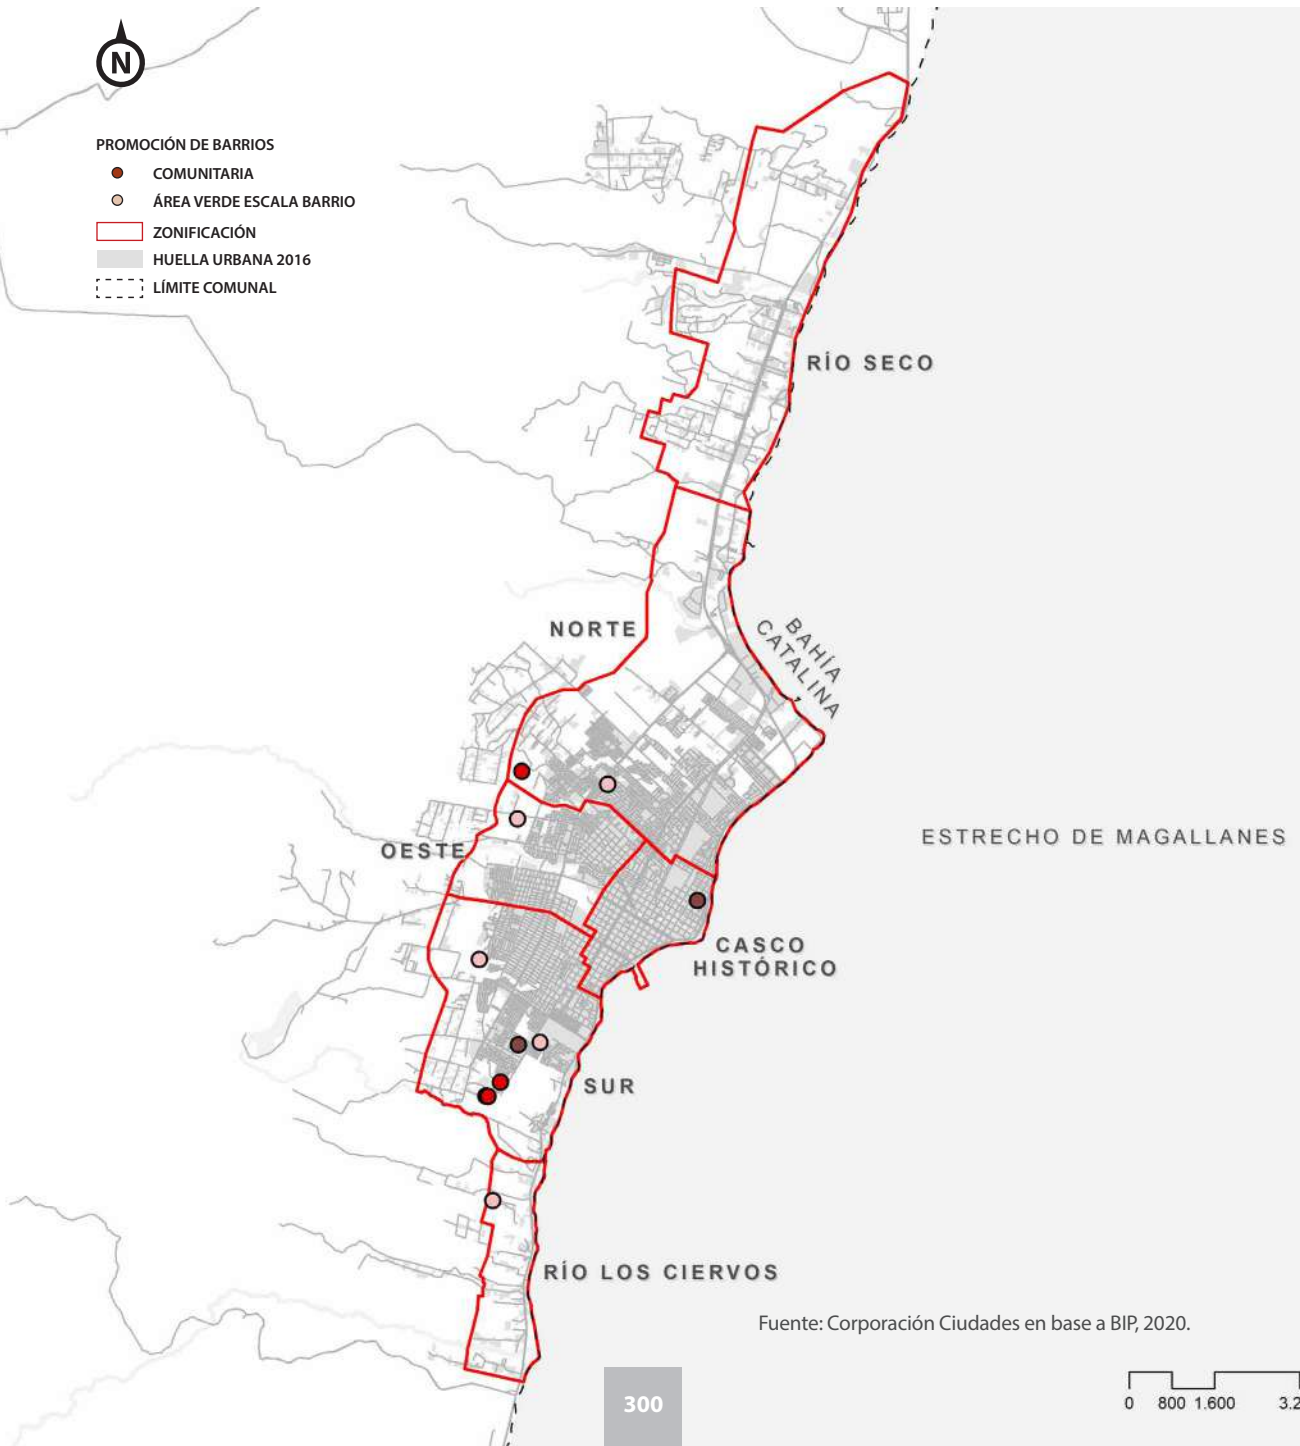 N
PROMOCIÓN DE BARRIOS
COMUNITARIA
ÁREA VERDE ESCALA BARRIO
ZONIFICACIÓN
HUELLA URBANA 2016
LÍMITE COMUNAL
RÍO SECO
NORTE
BAHÍA
CATALINA
ESTRECHO DE MAGALLANES
OESTE
CASCO
HISTÓRICO
SUR
RÍO LOS CIERVOS
Fuente: Corporación Ciudades en base a BIP, 2020.
300
0 800 1.600 3.2